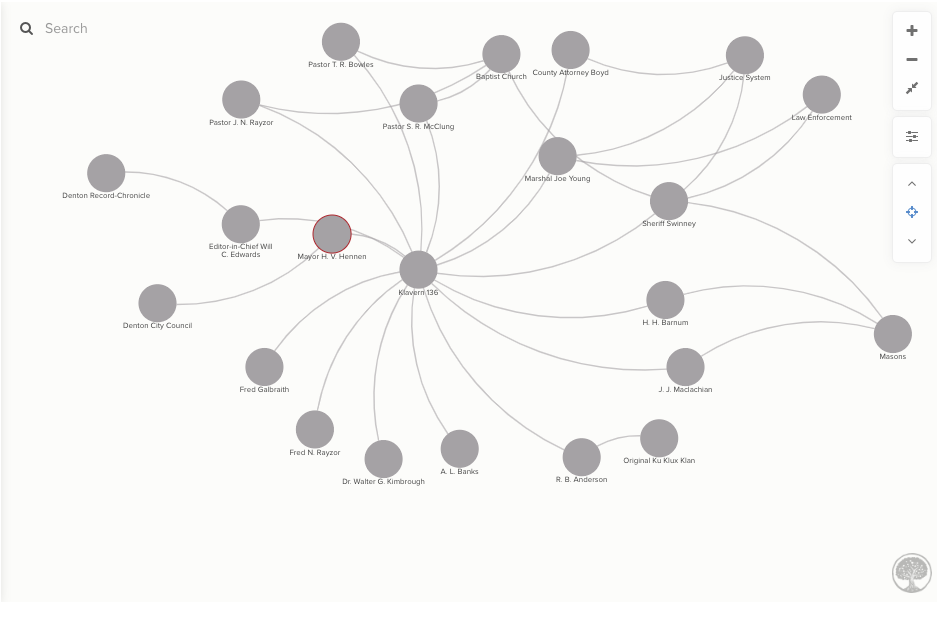 Search
Pastor T. R. Bowles
Baptist Church
County Attorney Boyd
Justice System
Pastor J. N. Rayzor
Pastor S. R. McClung
Law Enforcement
Marshal Joe Young
Denton Record-Chronicle
Sheriff Swinney
Editor-in-Chief Will
C. Edwards
Mayor H. V. Hennen
Klavern 136
Denton City Council
H. H. Barnum
Masons
Fred Galbraith
J. J. Maclachlan
Fred N. Rayzor
Original Ku Klux Klan
A. L. Banks
Dr. Walter G. Kimbrough
R. B. Anderson